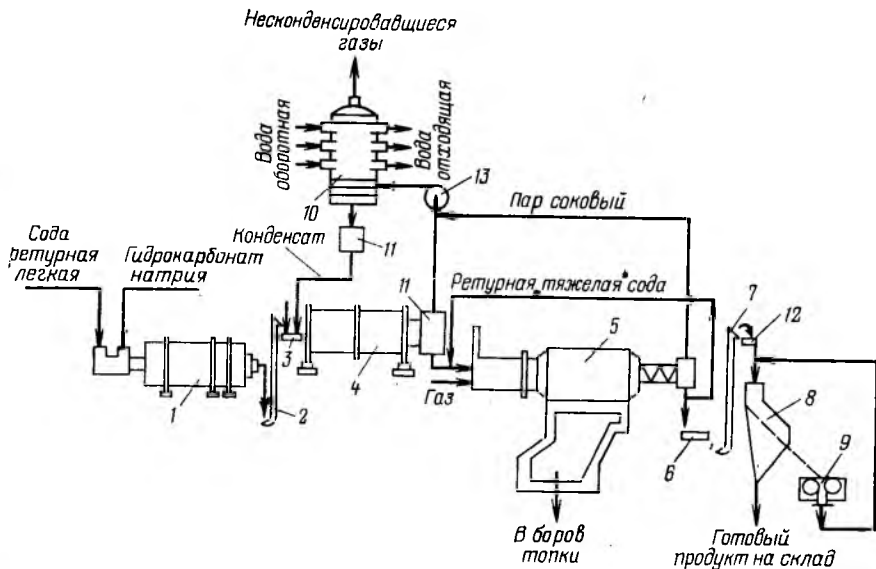 Несконденсировавшиеся
газы
Вода
оборотная
Вода
отходящая
10
13
Пар соковый
11
Сода
ретурная
легкая
Гидрокарбонат
натрия
Конденсат
11
Ретурная тяжелая сода
7
12
3
5
1
2
4
Газ
8
6
9
В боров
топки
Готовый
продукт на склад